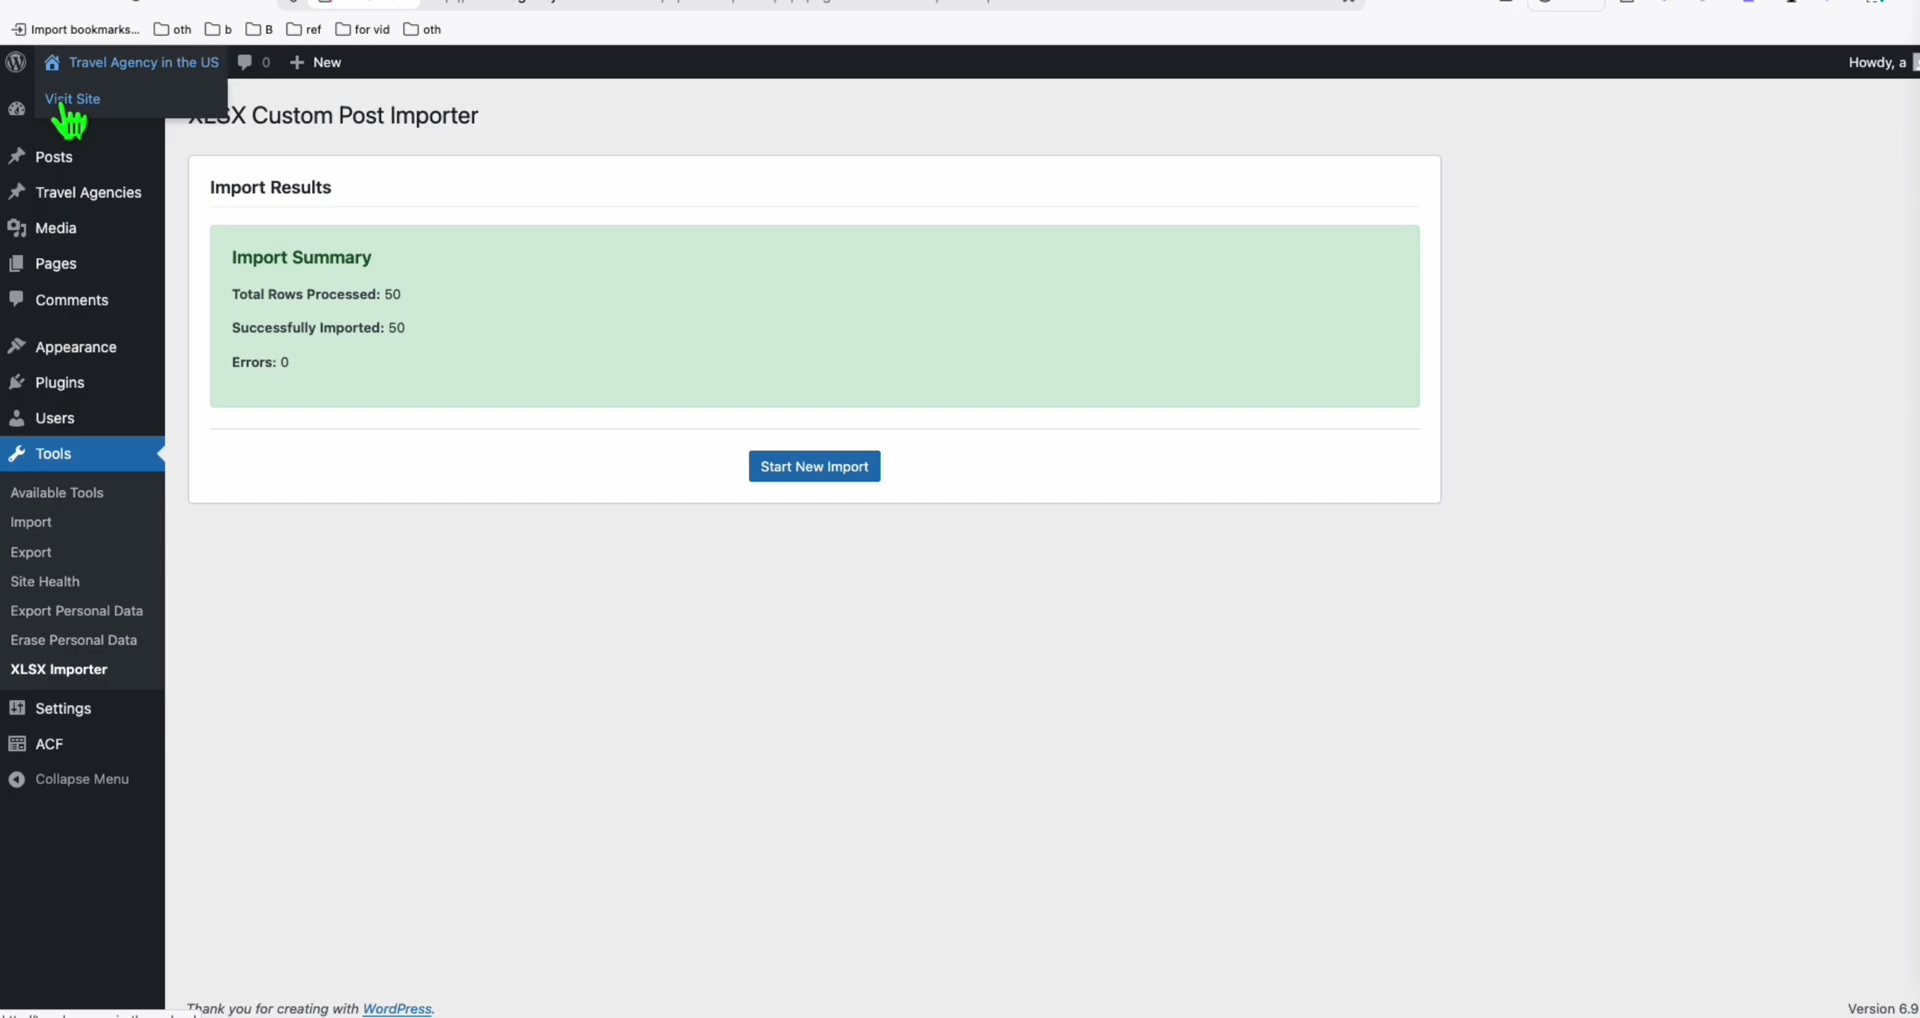 Import bookmarks...
oth
b
B
ref
for vid
oth
Travel Agency in the US
0
New
Howdy, a
Visit Site
XLSX Custom Post Importer
Posts
Travel Agencies
Media
Pages
Comments
Appearance
Plugins
Users
Tools
Available Tools
Import
Export
Site Health
Export Personal Data
Erase Personal Data
XLSX Importer
Settings
ACF
Collapse Menu
Import Results
Import Summary
Total Rows Processed: 50
Successfully Imported: 50
Errors: 0
Start New Import
Thank you for creating with WordPress.
Version 6.9